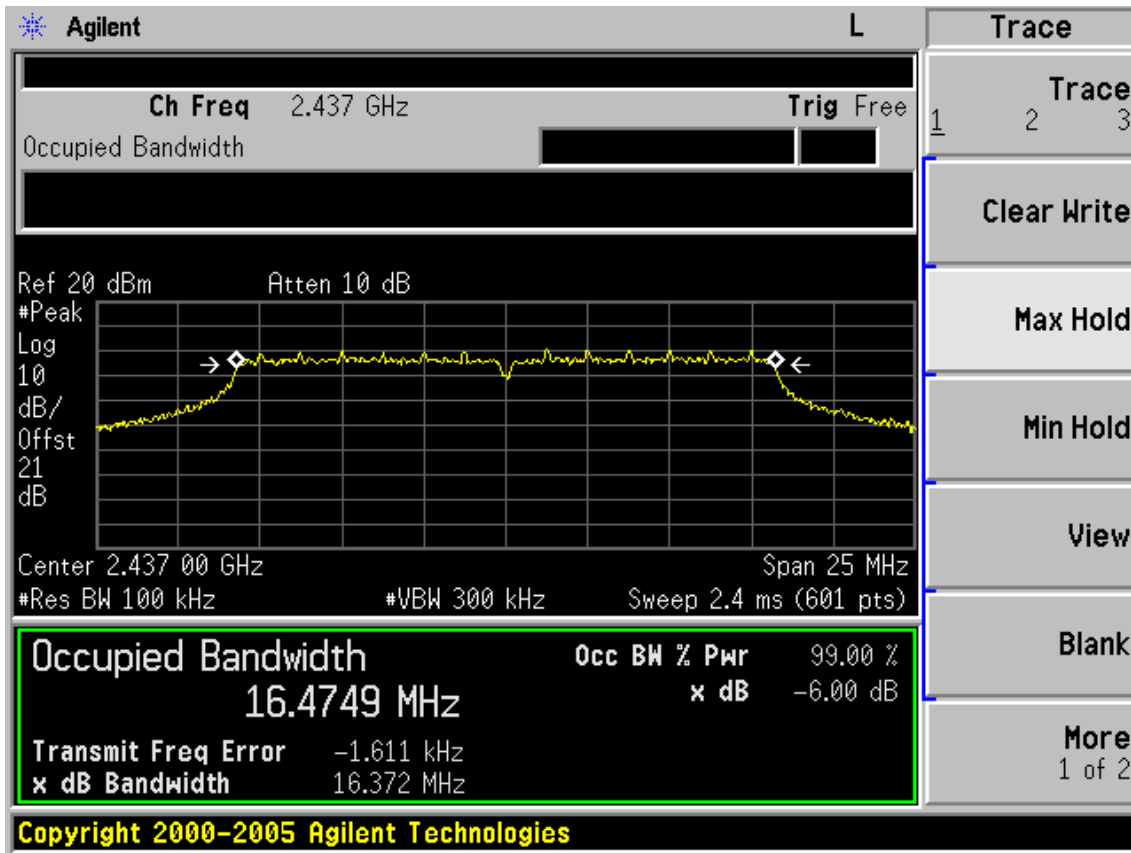 Agilent L Trace
Ch Freq 2.437 GHz Trig Free
Occupied Bandwidth
Trace
1 2 3
Clear Write
Max Hold
Min Hold
View
Blank
More
1 of 2
Ref 20 dBm Atten 10 dB
#Peak
Log
10
dB/
Offst
21
dB
Center 2.437 00 GHz Span 25 MHz
#Res BW 100 kHz #VBW 300 kHz Sweep 2.4 ms (601 pts)
Occupied Bandwidth Occ BW % Pwr 99.00 %
16.4749 MHz x dB -6.00 dB
Transmit Freq Error -1.611 kHz
x dB Bandwidth 16.372 MHz
Copyright 2000-2005 Agilent Technologies